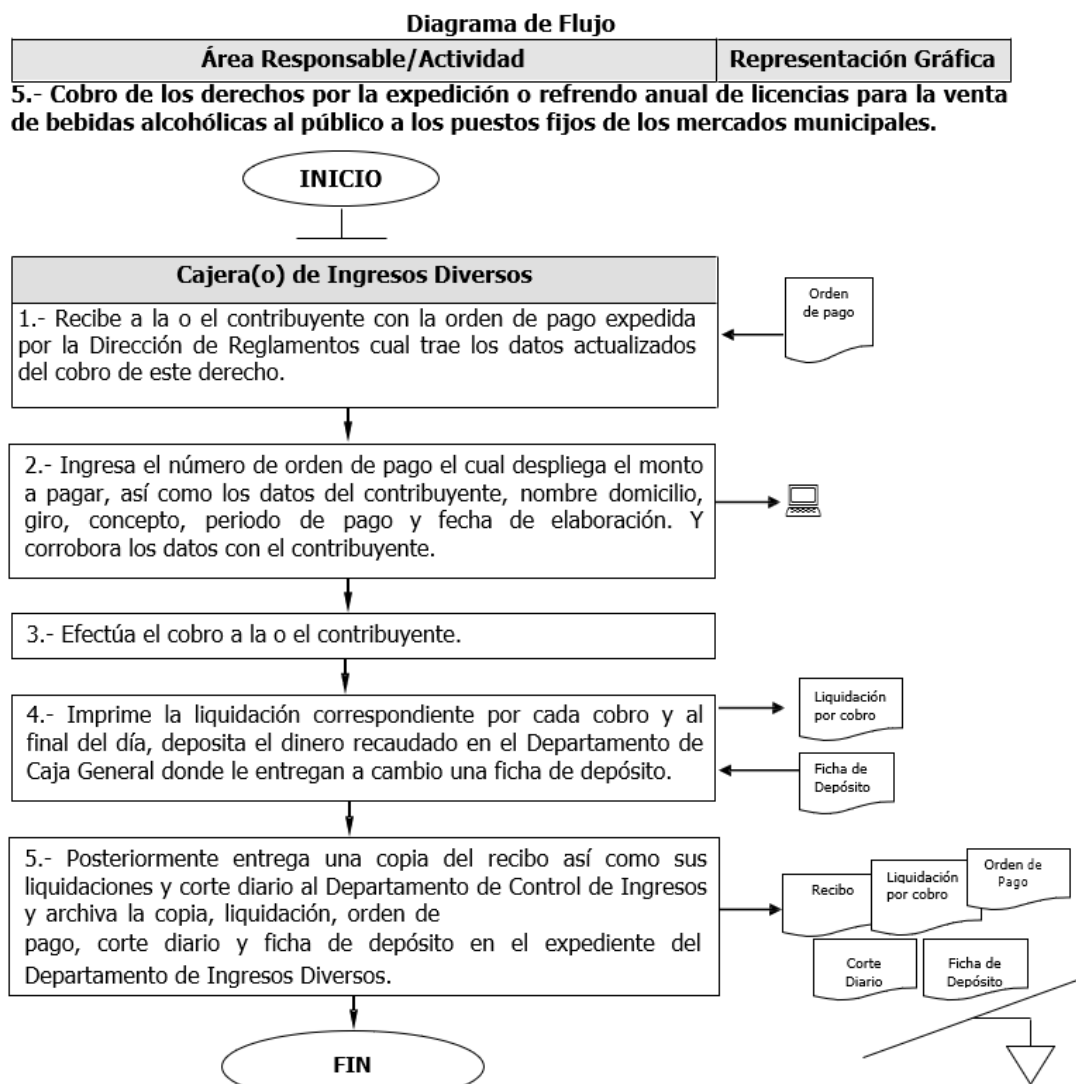 Diagrama de Flujo
Área Responsable/Actividad
Representación Gráfica
5.- Cobro de los derechos por la expedición o refrendo anual de licencias para la venta
de bebidas alcohólicas al público a los puestos fijos de los mercados municipales.
INICIO
Cajera(o) de Ingresos Diversos
1.- Recibe a la o el contribuyente con la orden de pago expedida
por la Dirección de Reglamentos cual trae los datos actualizados
del cobro de este derecho.
Orden
de pago
2.- Ingresa el número de orden de pago el cual despliega el monto
a pagar, así como los datos del contribuyente, nombre domicilio,
giro, concepto, periodo de pago y fecha de elaboración. Y
corrobora los datos con el contribuyente.
3.- Efectúa el cobro a la o el contribuyente.
4.- Imprime la liquidación correspondiente por cada cobro y al
final del día, deposita el dinero recaudado en el Departamento de
Caja General donde le entregan a cambio una ficha de depósito.
Liquidación
por cobro
Ficha de
Depósito
5.- Posteriormente entrega una copia del recibo así como sus
liquidaciones y corte diario al Departamento de Control de Ingresos
y archiva la copia, liquidación, orden de
pago, corte diario y ficha de depósito en el expediente del
Departamento de Ingresos Diversos.
Recibo
Liquidación
por cobro
Orden de
Pago
Corte
Diario
Ficha de
Depósito
FIN